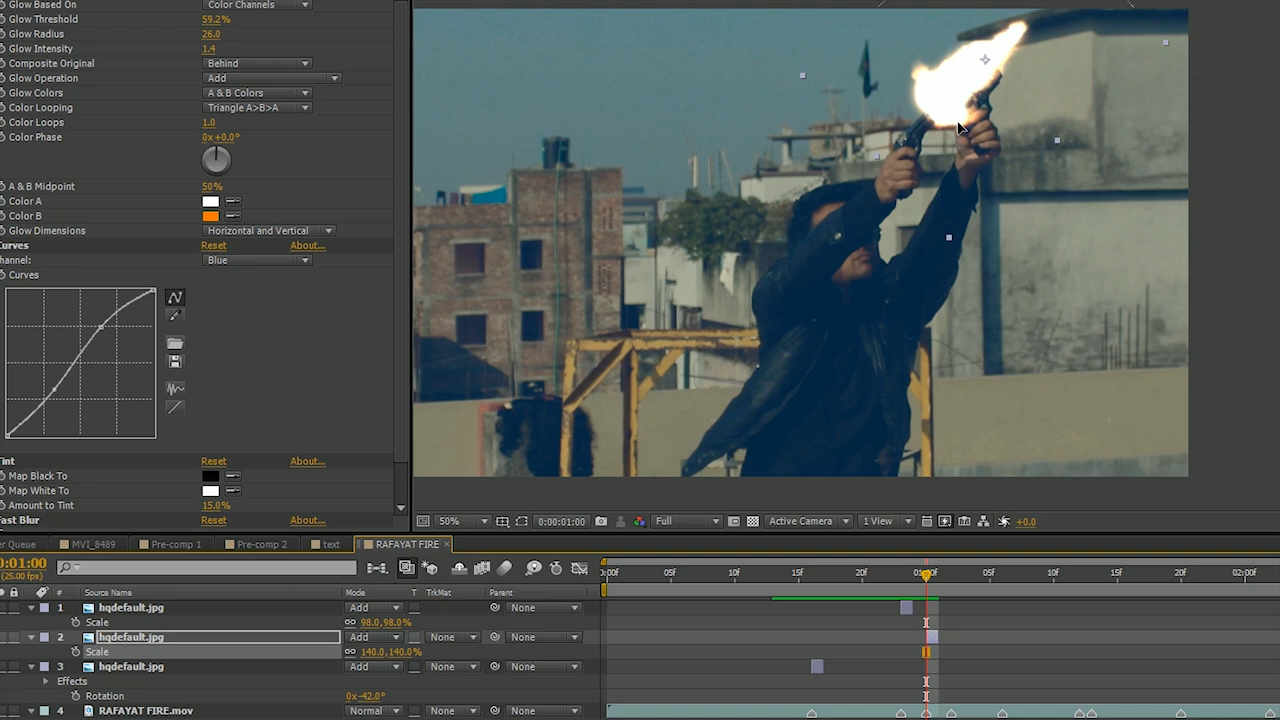 Glow Based On Color Channels
Glow Threshold 59.2%
Glow Radius 26.0
Glow Intensity 1.4
Composite Original Behind
Glow Operation Add
Glow Colors A & B Colors
Color Looping Triangle A>B>A
Color Loops 1.0
Color Phase 0x+0.0°
A & B Midpoint 50%
Color A
Color B
Glow Dimensions Horizontal and Vertical
Curves Reset About...
hannel: Blue
Curves
Tint Reset About...
Map Black To
Map White To
Amount to Tint 15.0%
Fast Blur Reset About...
50% 0:00:01:00 Full Active Camera 1 View +0.0
er Queue MVI_8489 Pre-comp 1 Pre-comp 2 text RAFAYAT FIRE ×
0:01:00
(25.00 fps)
0:00f 05f 10f 15f 20f 01:00f 05f 10f 15f 20f 02:00f
# Source Name Mode T TrkMat Parent
1 hqdefault.jpg Add None
Scale 98.0,98.0%
2 hqdefault.jpg Add None None
Scale 140.0,140.0%
3 hqdefault.jpg Add None None
Effects
Rotation 0x-42.0°
4 RAFAYAT FIRE.mov Normal None None